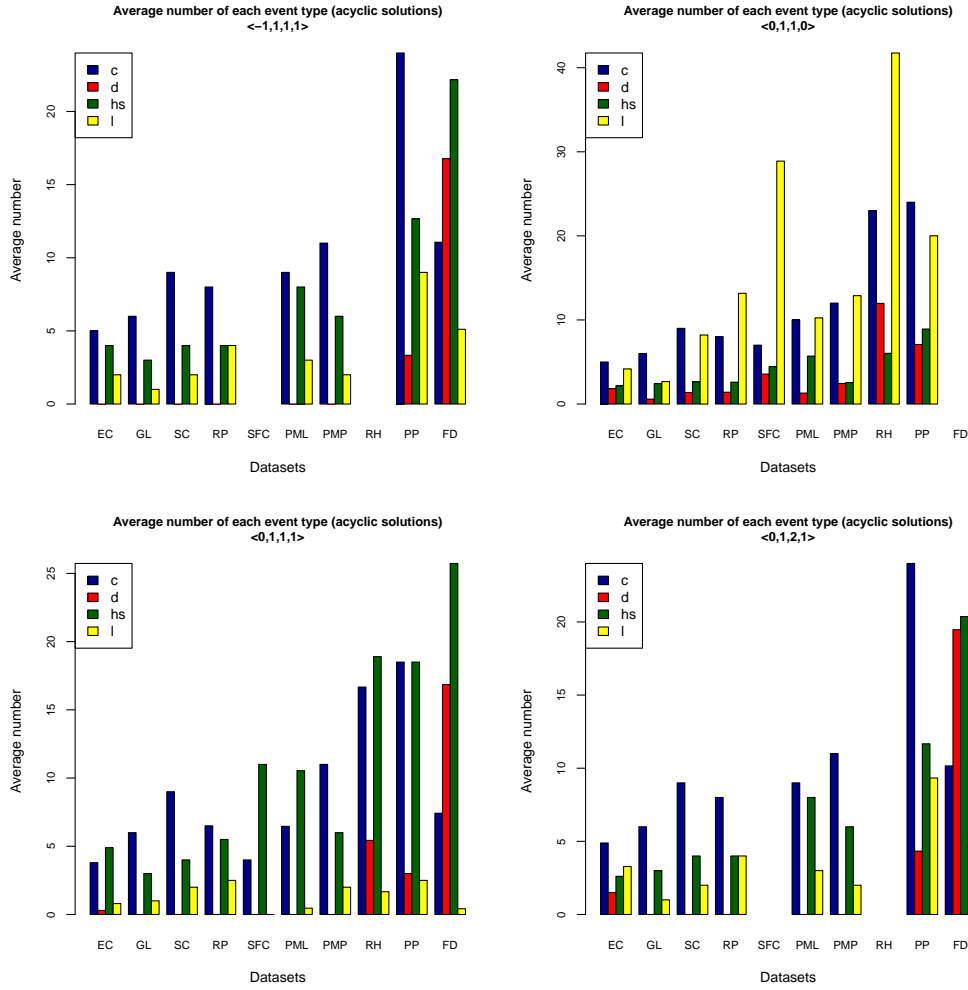 Average number of each event type (acyclic solutions)
<−1,1,1,1>
c
d
hs
l
Average number
0
5
10
15
20
EC GL SC RP SFC PML PMP RH PP FD
Datasets
Average number of each event type (acyclic solutions)
<0,1,1,0>
c
d
hs
l
Average number
0
10
20
30
40
EC GL SC RP SFC PML PMP RH PP FD
Datasets
Average number of each event type (acyclic solutions)
<0,1,1,1>
c
d
hs
l
Average number
0
5
10
15
20
25
EC GL SC RP SFC PML PMP RH PP FD
Datasets
Average number of each event type (acyclic solutions)
<0,1,2,1>
c
d
hs
l
Average number
0
5
10
15
20
EC GL SC RP SFC PML PMP RH PP FD
Datasets